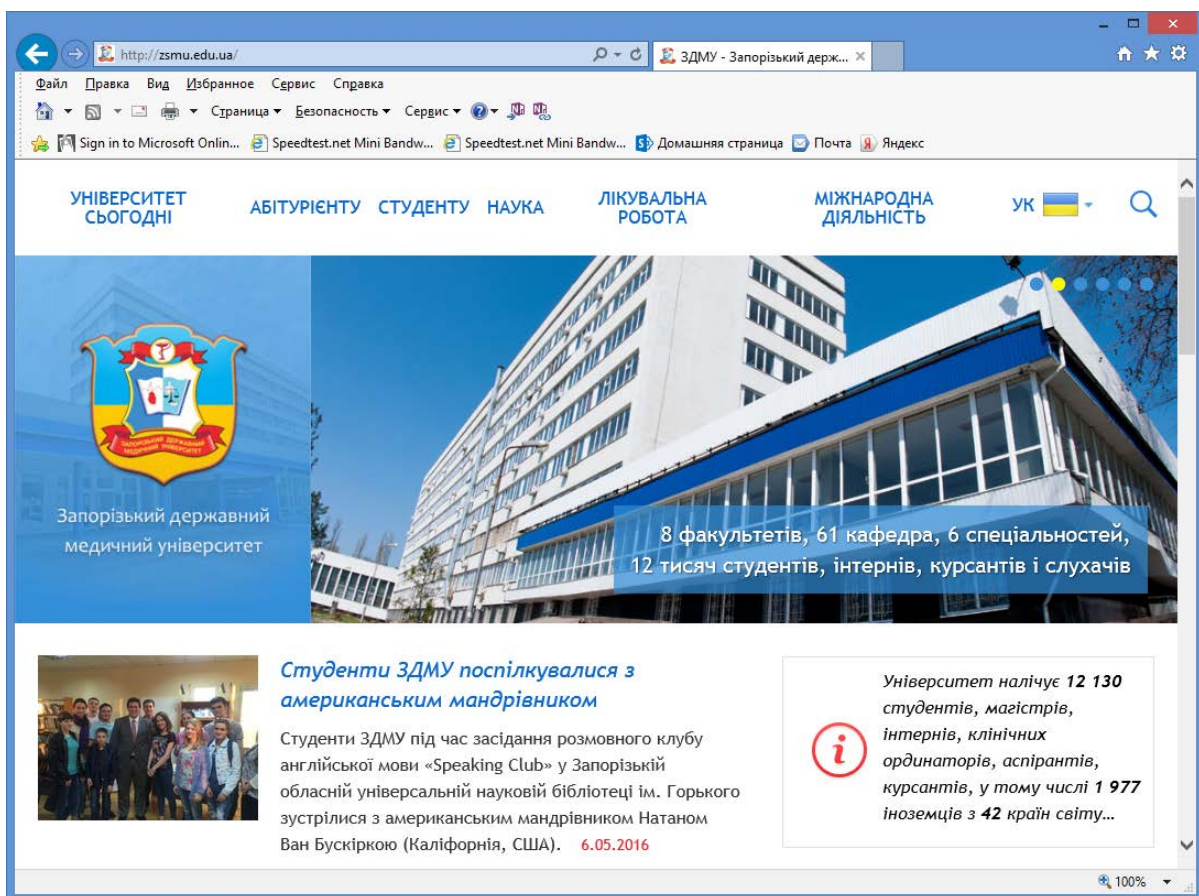 http://zsmu.edu.ua/
ЗДМУ - Запорізький держ...
Файл Правка Вид Избранное Сервис Справка
Страница Безопасность Сервис
Sign in to Microsoft Onlin... Speedtest.net Mini Bandw... Speedtest.net Mini Bandw... Домашняя страница Почта Яндекс
УНІВЕРСИТЕТ СЬОГОДНІ
АБІТУРІЄНТУ
СТУДЕНТУ
НАУКА
ЛІКУВАЛЬНА РОБОТА
МІЖНАРОДНА ДІЯЛЬНІСТЬ
УК
ЗАПОРІЗЬКИЙ ДЕРЖАВНИЙ
МЕДИЧНИЙ УНІВЕРСИТЕТ
Запорізький державний
медичний університет
8 факультетів, 61 кафедра, 6 спеціальностей,
12 тисяч студентів, інтернів, курсантів і слухачів
Студенти ЗДМУ поспілкувалися з
американським мандрівником
Студенти ЗДМУ під час засідання розмовного клубу
англійської мови «Speaking Club» у Запорізькій
обласній універсальній науковій бібліотеці ім. Горького
зустрілися з американським мандрівником Натаном
Ван Бускірком (Каліфорнія, США). 6.05.2016
Університет налічує 12 130
студентів, магістрів,
інтернів, клінічних
ординаторів, аспірантів,
курсантів, у тому числі 1 977
іноземців з 42 країн світу...
100%